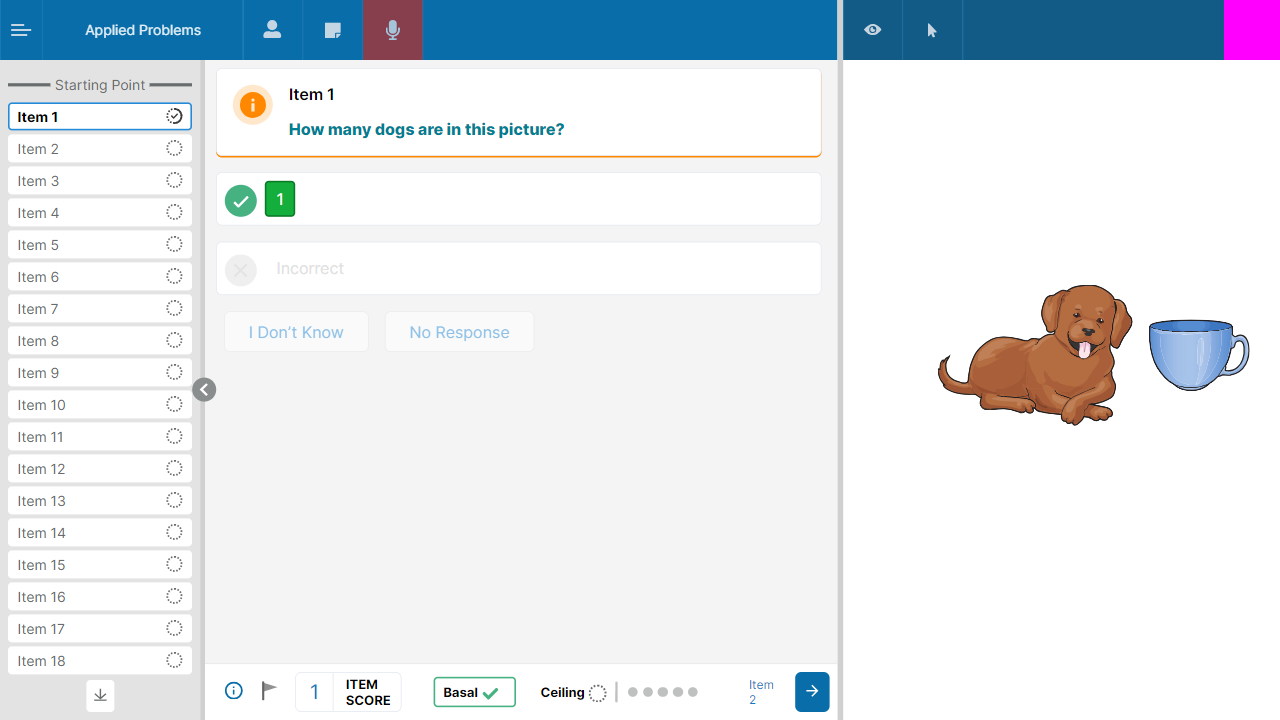 Applied Problems
Starting Point
Item 1
Item 2
Item 3
Item 4
Item 5
Item 6
Item 7
Item 8
Item 9
Item 10
Item 11
Item 12
Item 13
Item 14
Item 15
Item 16
Item 17
Item 18
Item 1
How many dogs are in this picture?
1
Incorrect
I Don’t Know
No Response
1
ITEM
SCORE
Basal
Ceiling
Item
2